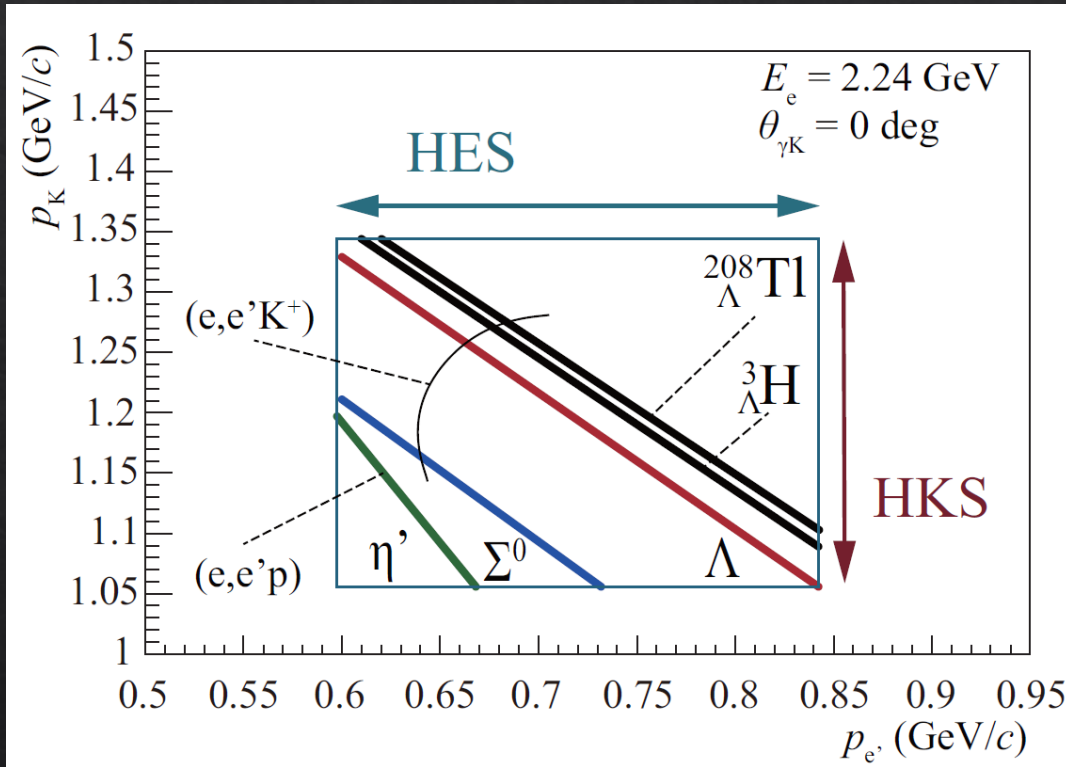 1.5
1.45
1.4
1.35
1.3
1.25
1.2
1.15
1.1
1.05
1
p_K (GeV/c)
E_e = 2.24 GeV
θ_γK = 0 deg
HES
²⁰⁸_ΛTl
(e,e’K⁺)
³_ΛH
HKS
(e,e’p)
η’
Σ⁰
Λ
0.5 0.55 0.6 0.65 0.7 0.75 0.8 0.85 0.9 0.95
p_e’ (GeV/c)